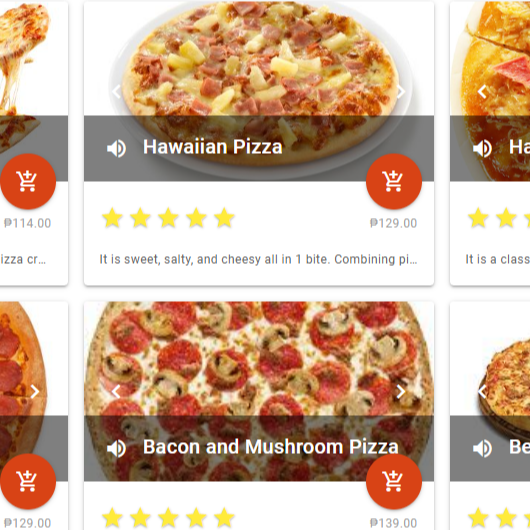 Hawaiian Pizza
Ha
₱114.00
₱129.00
izza cr...
It is sweet, salty, and cheesy all in 1 bite. Combining pi...
It is a class
Bacon and Mushroom Pizza
Be
₱129.00
₱139.00